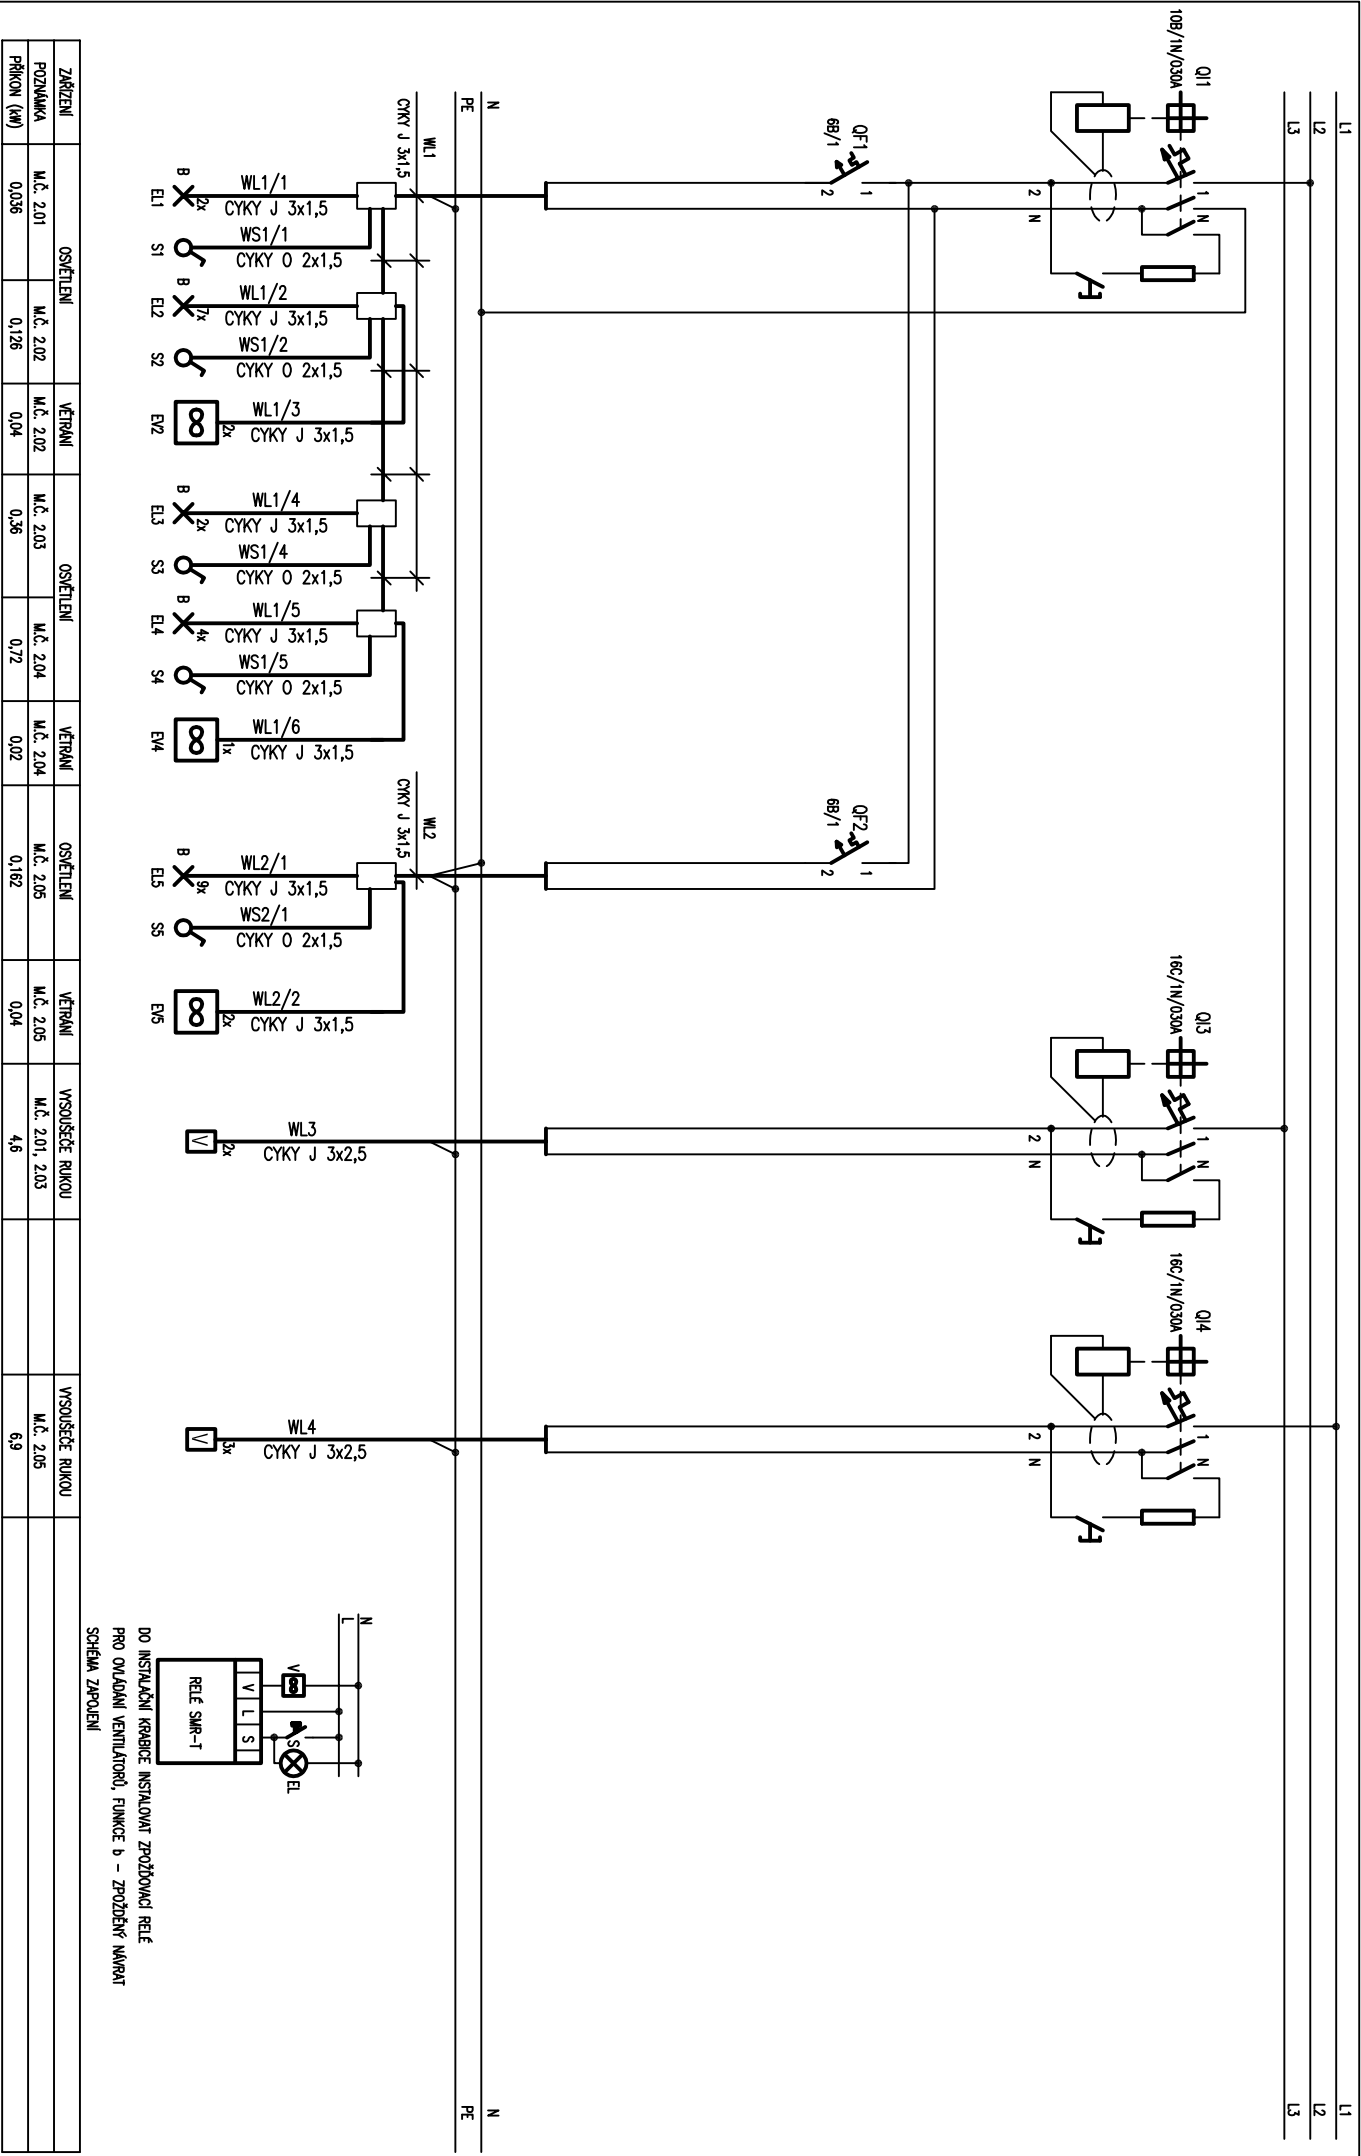 L1
L2
L3
L1
L2
L3
QI1
10B/1N/030A
1
N
2
N
QI3
16C/1N/030A
1
N
2
N
QI4
16C/1N/030A
1
N
2
N
QF1
6B/1
1
2
QF2
6B/1
1
2
N
PE
N
PE
WL1
CYKY J 3x1,5
WL2
CYKY J 3x1,5
WL1/1
CYKY J 3x1,5
WS1/1
CYKY O 2x1,5
WL1/2
CYKY J 3x1,5
WS1/2
CYKY O 2x1,5
WL1/3
CYKY J 3x1,5
WL1/4
CYKY J 3x1,5
WS1/4
CYKY O 2x1,5
WL1/5
CYKY J 3x1,5
WS1/5
CYKY O 2x1,5
WL1/6
CYKY J 3x1,5
WL2/1
CYKY J 3x1,5
WS2/1
CYKY O 2x1,5
WL2/2
CYKY J 3x1,5
WL3
CYKY J 3x2,5
WL4
CYKY J 3x2,5
B 2x
EL1
S1
B 7x
EL2
S2
2x
EV2
B 2x
EL3
S3
B 4x
EL4
S4
1x
EV4
B 9x
EL5
S5
2x
EV5
V 2x
V 3x
N
L
V
S
EL
V L S
RELÉ SMR-T
DO INSTALAČNÍ KRABICE INSTALOVAT ZPOŽĎOVACÍ RELÉ
PRO OVLÁDÁNÍ VENTILÁTORŮ, FUNKCE b - ZPOŽDĚNÝ NÁVRAT
SCHÉMA ZAPOJENÍ
ZAŘÍZENÍ OSVĚTLENÍ VĚTRÁNÍ OSVĚTLENÍ VĚTRÁNÍ OSVĚTLENÍ VĚTRÁNÍ VYSOUŠEČE RUKOU VYSOUŠEČE RUKOU
POZNÁMKA M.Č. 2.01 M.Č. 2.02 M.Č. 2.02 M.Č. 2.03 M.Č. 2.04 M.Č. 2.04 M.Č. 2.05 M.Č. 2.05 M.Č. 2.01, 2.03 M.Č. 2.05
PŘÍKON (kW) 0,036 0,126 0,04 0,36 0,72 0,02 0,162 0,04 4,6 6,9